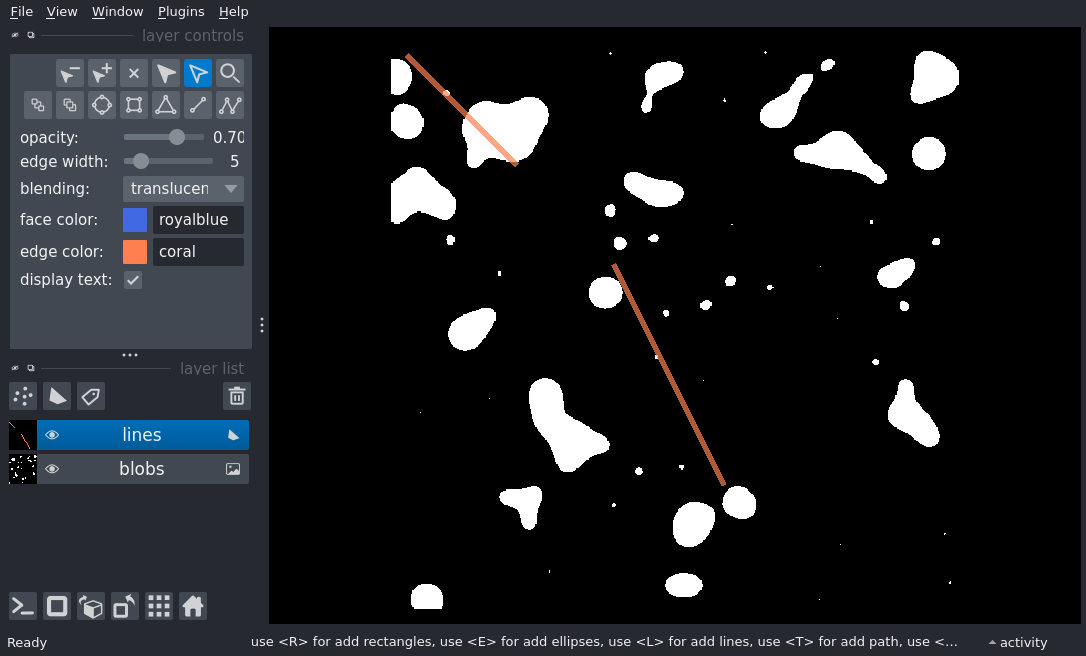 File View Window Plugins Help
layer controls
opacity: 0.70
edge width: 5
blending: translucen
face color: royalblue
edge color: coral
display text:
layer list
lines
blobs
Ready use <R> for add rectangles, use <E> for add ellipses, use <L> for add lines, use <T> for add path, use <... activity